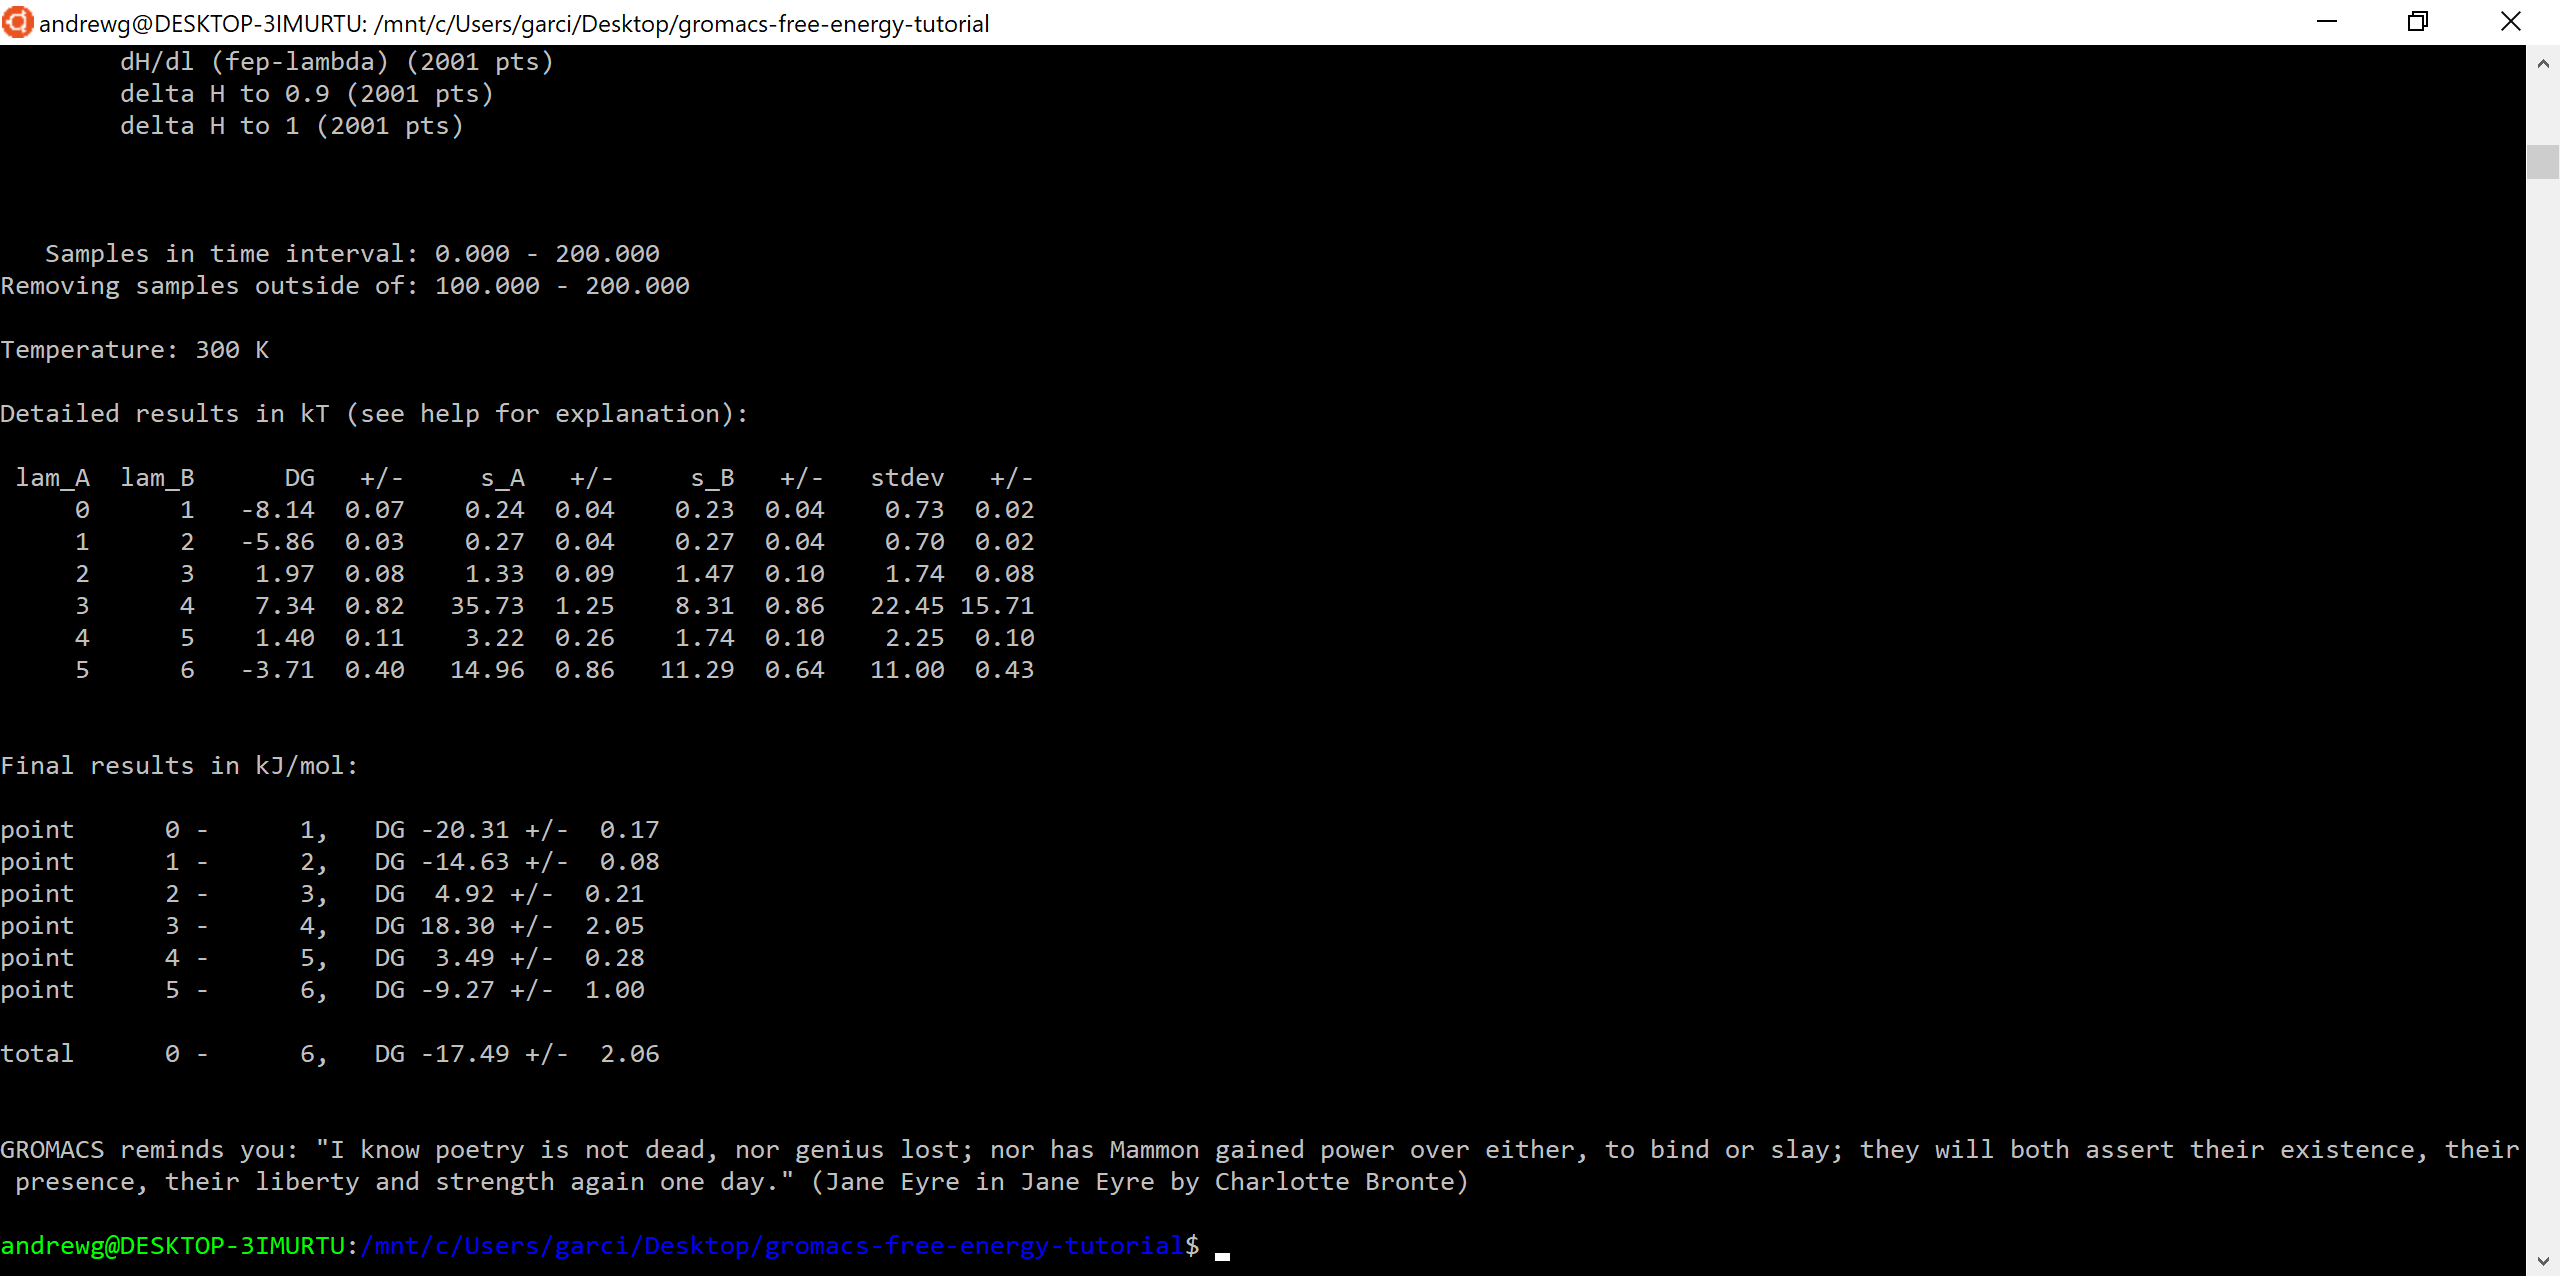 andrewg@DESKTOP-3IMURTU: /mnt/c/Users/garci/Desktop/gromacs-free-energy-tutorial
dH/dl (fep-lambda) (2001 pts)
delta H to 0.9 (2001 pts)
delta H to 1 (2001 pts)
Samples in time interval: 0.000 - 200.000
Removing samples outside of: 100.000 - 200.000
Temperature: 300 K
Detailed results in kT (see help for explanation):
lam_A lam_B DG +/- s_A +/- s_B +/- stdev +/-
0 1 -8.14 0.07 0.24 0.04 0.23 0.04 0.73 0.02
1 2 -5.86 0.03 0.27 0.04 0.27 0.04 0.70 0.02
2 3 1.97 0.08 1.33 0.09 1.47 0.10 1.74 0.08
3 4 7.34 0.82 35.73 1.25 8.31 0.86 22.45 15.71
4 5 1.40 0.11 3.22 0.26 1.74 0.10 2.25 0.10
5 6 -3.71 0.40 14.96 0.86 11.29 0.64 11.00 0.43
Final results in kJ/mol:
point 0 - 1, DG -20.31 +/- 0.17
point 1 - 2, DG -14.63 +/- 0.08
point 2 - 3, DG 4.92 +/- 0.21
point 3 - 4, DG 18.30 +/- 2.05
point 4 - 5, DG 3.49 +/- 0.28
point 5 - 6, DG -9.27 +/- 1.00
total 0 - 6, DG -17.49 +/- 2.06
GROMACS reminds you: "I know poetry is not dead, nor genius lost; nor has Mammon gained power over either, to bind or slay; they will both assert their existence, their
presence, their liberty and strength again one day." (Jane Eyre in Jane Eyre by Charlotte Bronte)
andrewg@DESKTOP-3IMURTU:/mnt/c/Users/garci/Desktop/gromacs-free-energy-tutorial$